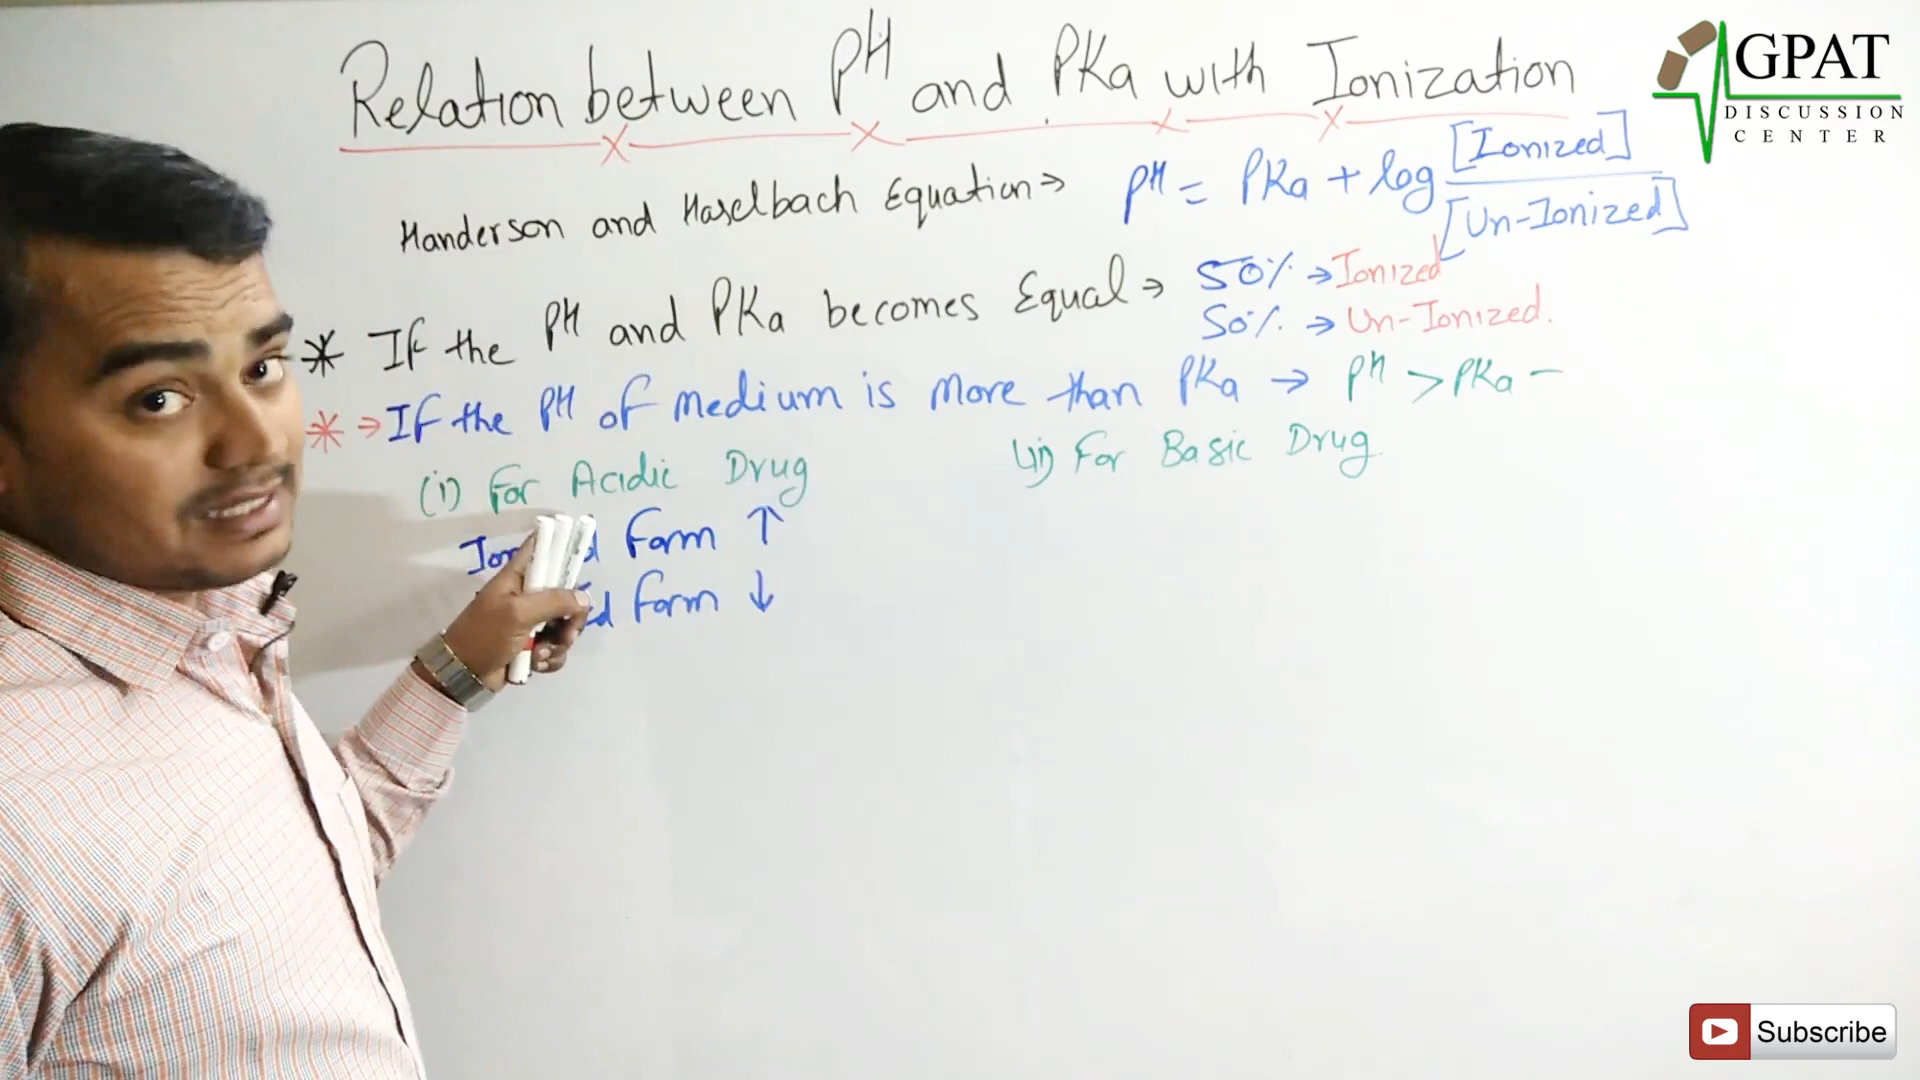 Relation between PH and PKa with Ionization
GPAT
DISCUSSION
CENTER
Handerson and Haselbach Equation → PH = PKa + log [Ionized] / [Un-Ionized]
* If the PH and PKa becomes Equal → 50% → Ionized
50% → Un-Ionized.
* → If the PH of medium is more than PKa → PH > PKa –
(i) For Acidic Drug
(ii) For Basic Drug.
Form ↑
Form ↓
Subscribe